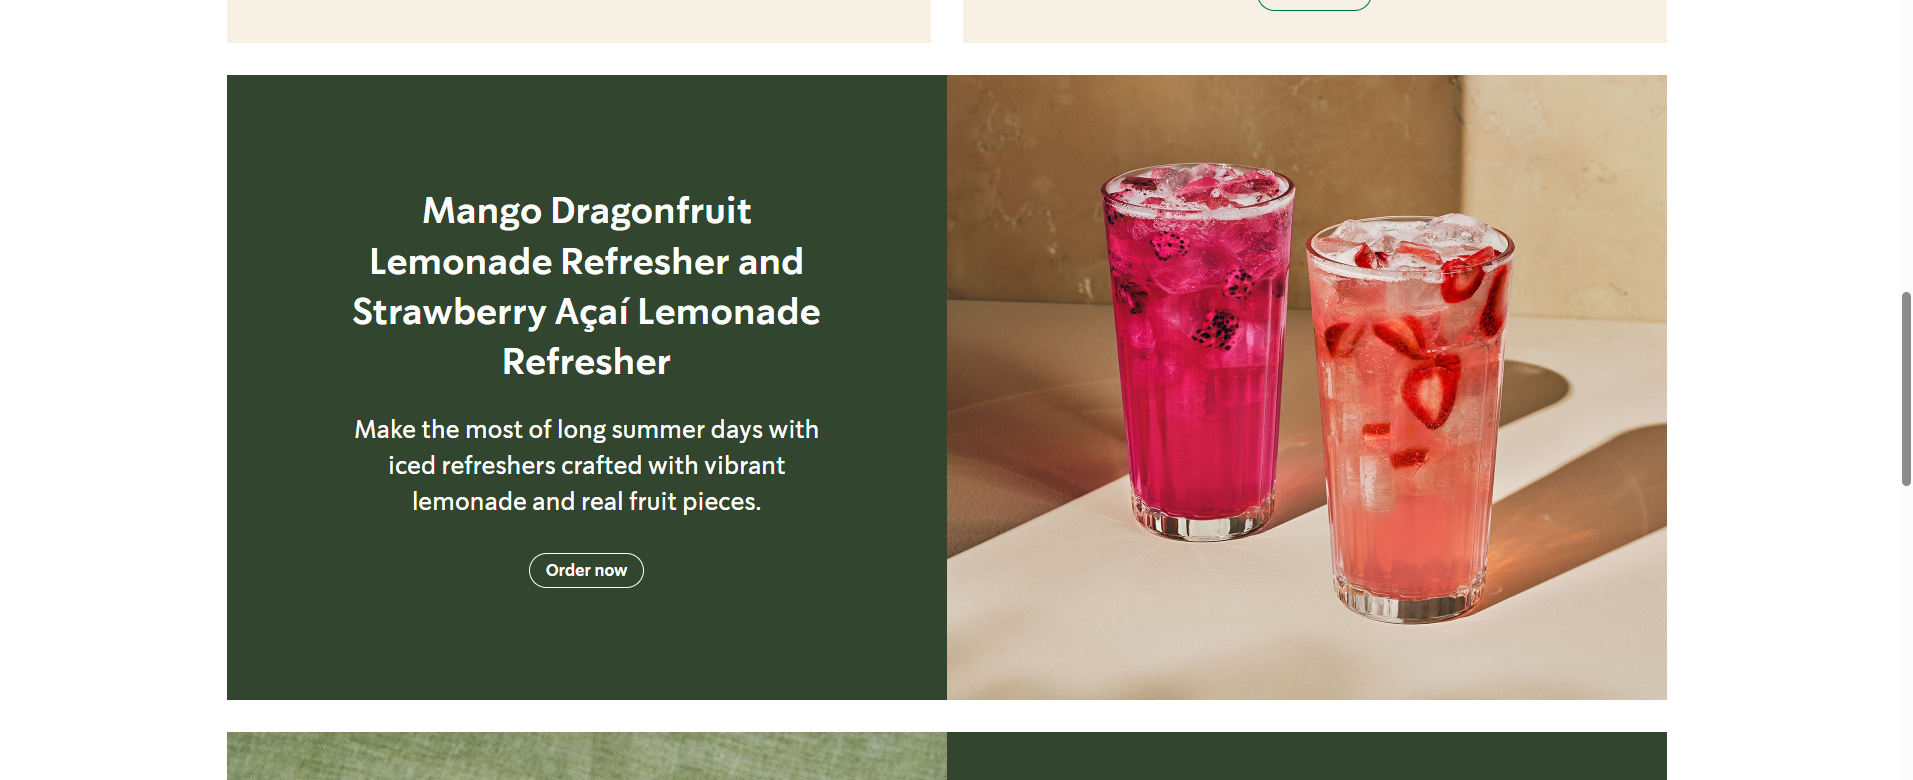 Mango Dragonfruit
Lemonade Refresher and
Strawberry Açaí Lemonade
Refresher
Make the most of long summer days with
iced refreshers crafted with vibrant
lemonade and real fruit pieces.
Order now